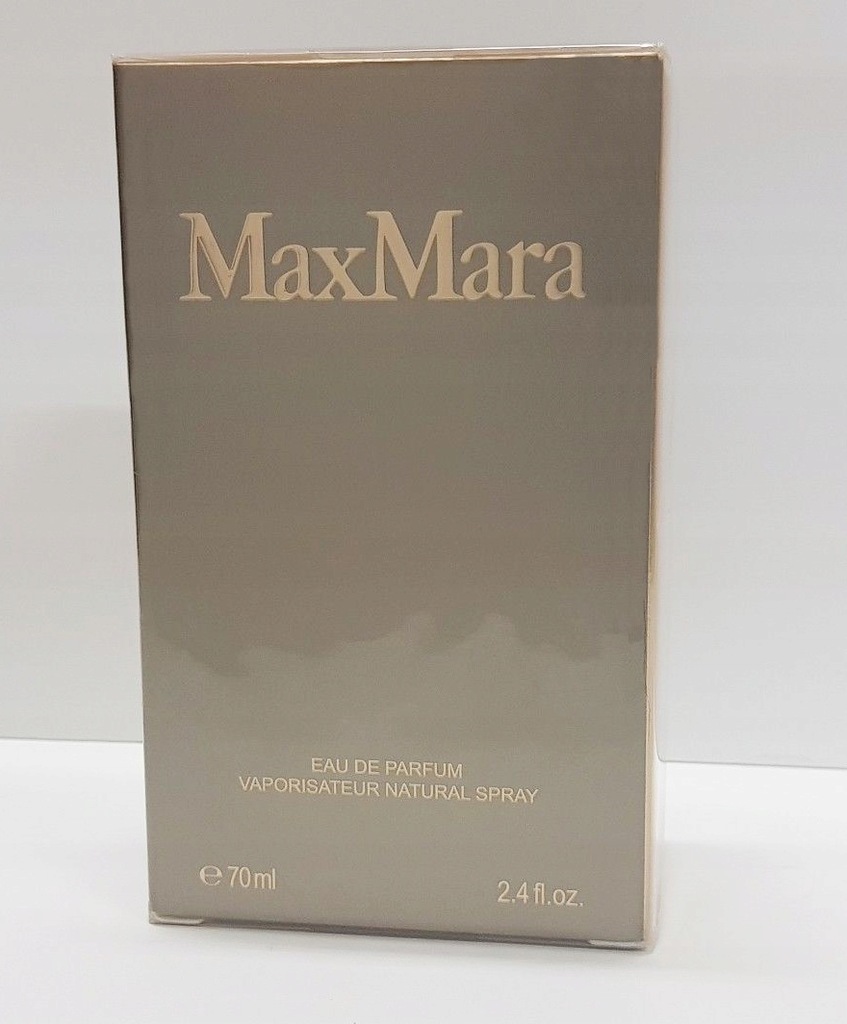 MaxMara
EAU DE PARFUM
VAPORISATEUR NATURAL SPRAY
℮ 70ml
2.4 fl.oz.